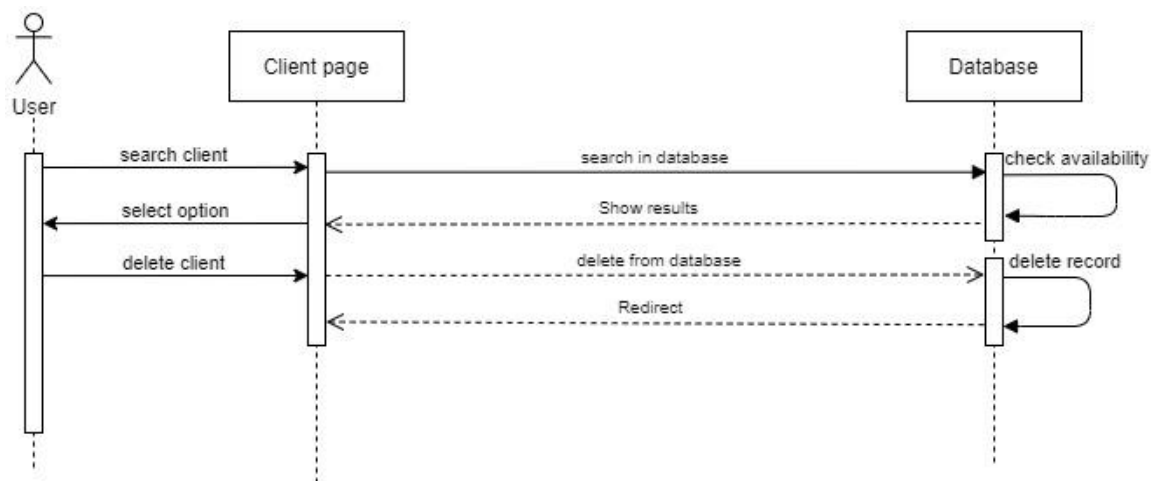 User
Client page
Database
search client
search in database
check availability
select option
Show results
delete client
delete from database
delete record
Redirect